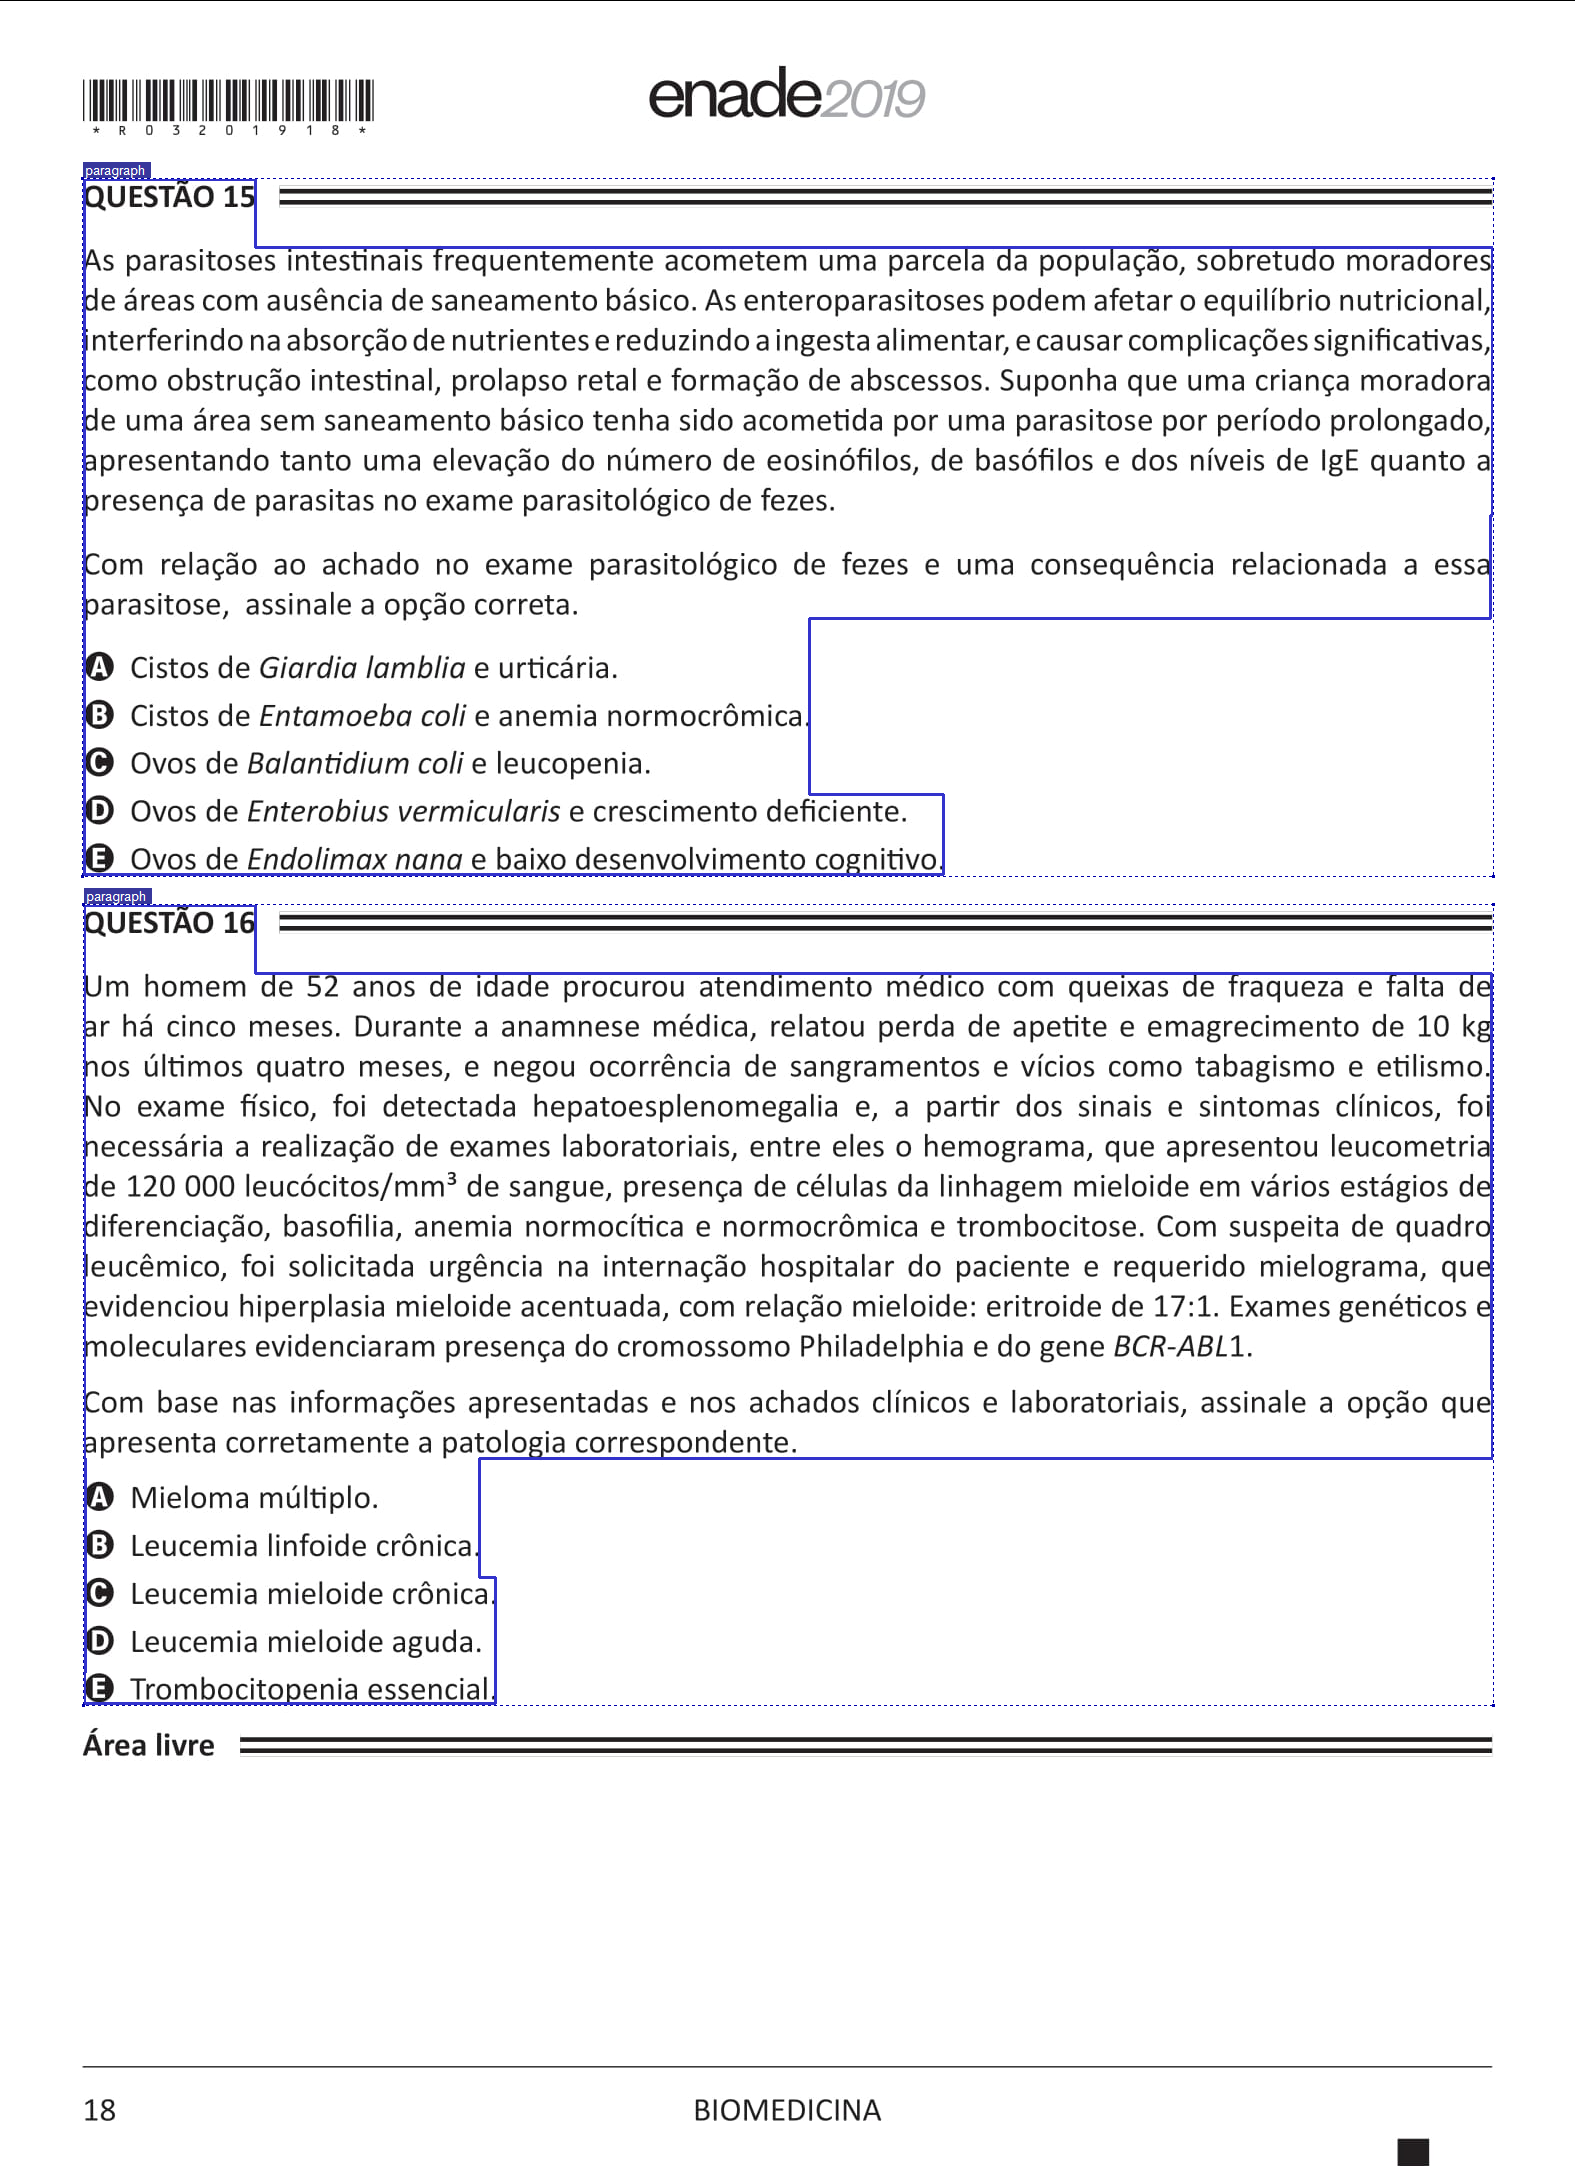 *R03201918*
enade2019
paragraph
QUESTÃO 15
As parasitoses intestinais frequentemente acometem uma parcela da população, sobretudo moradores
de áreas com ausência de saneamento básico. As enteroparasitoses podem afetar o equilíbrio nutricional,
interferindo na absorção de nutrientes e reduzindo a ingesta alimentar, e causar complicações significativas,
como obstrução intestinal, prolapso retal e formação de abscessos. Suponha que uma criança moradora
de uma área sem saneamento básico tenha sido acometida por uma parasitose por período prolongado,
apresentando tanto uma elevação do número de eosinófilos, de basófilos e dos níveis de IgE quanto a
presença de parasitas no exame parasitológico de fezes.
Com relação ao achado no exame parasitológico de fezes e uma consequência relacionada a essa
parasitose, assinale a opção correta.
A Cistos de Giardia lamblia e urticária.
B Cistos de Entamoeba coli e anemia normocrômica.
C Ovos de Balantidium coli e leucopenia.
D Ovos de Enterobius vermicularis e crescimento deficiente.
E Ovos de Endolimax nana e baixo desenvolvimento cognitivo.
paragraph
QUESTÃO 16
Um homem de 52 anos de idade procurou atendimento médico com queixas de fraqueza e falta de
ar há cinco meses. Durante a anamnese médica, relatou perda de apetite e emagrecimento de 10 kg
nos últimos quatro meses, e negou ocorrência de sangramentos e vícios como tabagismo e etilismo.
No exame físico, foi detectada hepatoesplenomegalia e, a partir dos sinais e sintomas clínicos, foi
necessária a realização de exames laboratoriais, entre eles o hemograma, que apresentou leucometria
de 120 000 leucócitos/mm³ de sangue, presença de células da linhagem mieloide em vários estágios de
diferenciação, basofilia, anemia normocítica e normocrômica e trombocitose. Com suspeita de quadro
leucêmico, foi solicitada urgência na internação hospitalar do paciente e requerido mielograma, que
evidenciou hiperplasia mieloide acentuada, com relação mieloide: eritroide de 17:1. Exames genéticos e
moleculares evidenciaram presença do cromossomo Philadelphia e do gene BCR-ABL1.
Com base nas informações apresentadas e nos achados clínicos e laboratoriais, assinale a opção que
apresenta corretamente a patologia correspondente.
A Mieloma múltiplo.
B Leucemia linfoide crônica.
C Leucemia mieloide crônica.
D Leucemia mieloide aguda.
E Trombocitopenia essencial.
Área livre
18
BIOMEDICINA